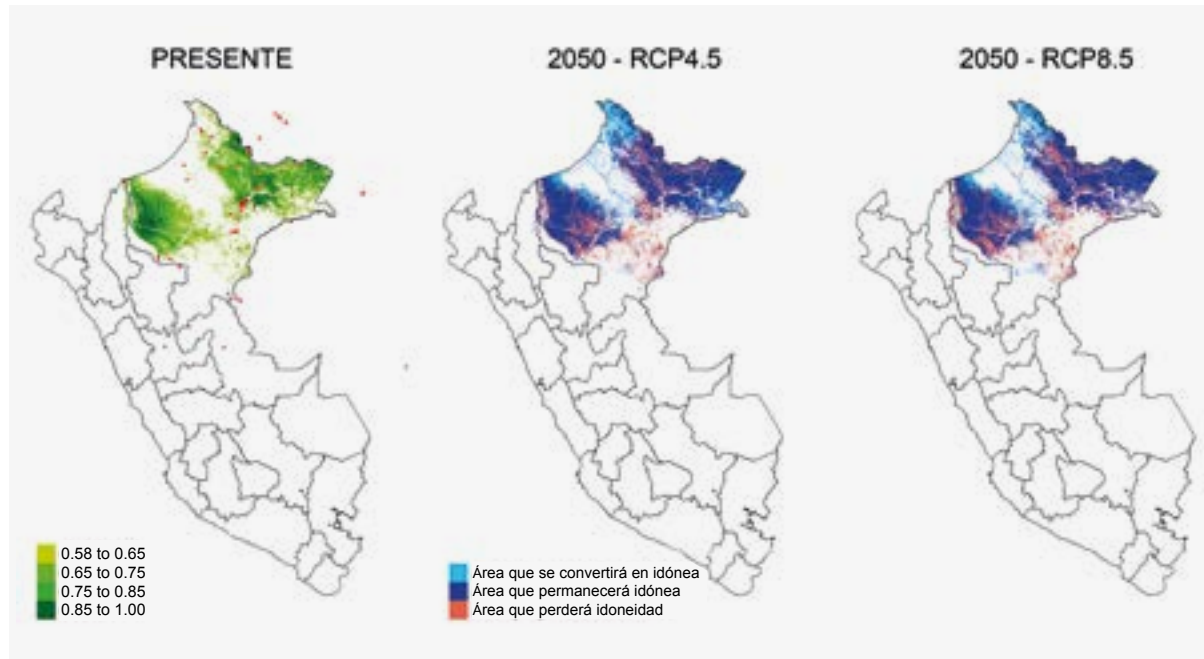 PRESENTE
2050 - RCP4.5
2050 - RCP8.5
0.58 to 0.65
0.65 to 0.75
0.75 to 0.85
0.85 to 1.00
Área que se convertirá en idónea
Área que permanecerá idónea
Área que perderá idoneidad